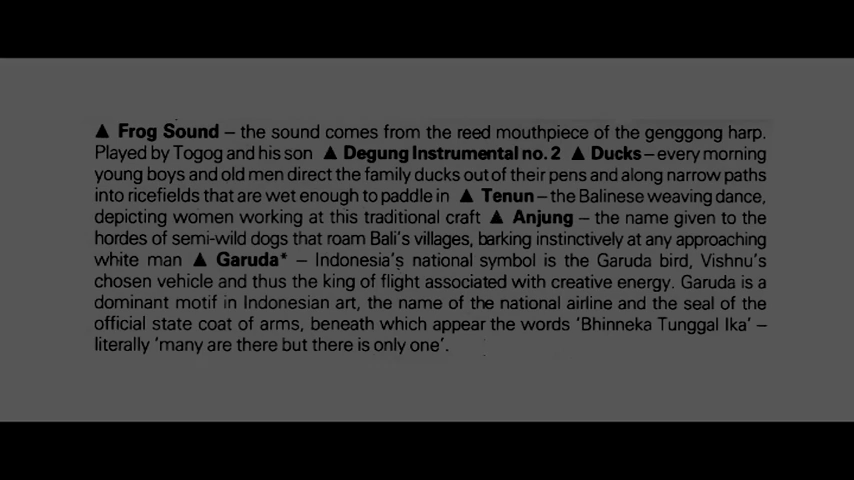 ▲ Frog Sound – the sound comes from the reed mouthpiece of the genggong harp.
Played by Togog and his son ▲ Degung Instrumental no. 2 ▲ Ducks – every morning
young boys and old men direct the family ducks out of their pens and along narrow paths
into ricefields that are wet enough to paddle in ▲ Tenun – the Balinese weaving dance,
depicting women working at this traditional craft ▲ Anjung – the name given to the
hordes of semi-wild dogs that roam Bali's villages, barking instinctively at any approaching
white man ▲ Garuda* – Indonesia's national symbol is the Garuda bird, Vishnu's
chosen vehicle and thus the king of flight associated with creative energy. Garuda is a
dominant motif in Indonesian art, the name of the national airline and the seal of the
official state coat of arms, beneath which appear the words 'Bhinneka Tunggal Ika' –
literally 'many are there but there is only one'.